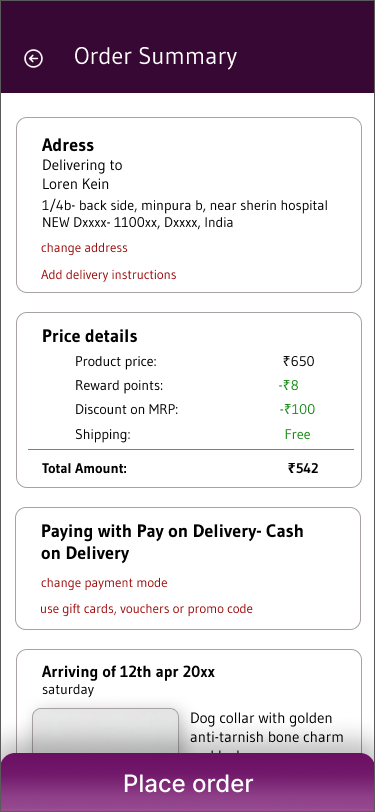 Order Summary
Adress
Delivering to
Loren Kein
1/4b- back side, minpura b, near sherin hospital
NEW Dxxxx- 1100xx, Dxxxx, India
change address
Add delivery instructions
Price details
Product price: ₹650
Reward points: -₹8
Discount on MRP: -₹100
Shipping: Free
Total Amount: ₹542
Paying with Pay on Delivery- Cash
on Delivery
change payment mode
use gift cards, vouchers or promo code
Arriving of 12th apr 20xx
saturday
Dog collar with golden
anti-tarnish bone charm
Place order